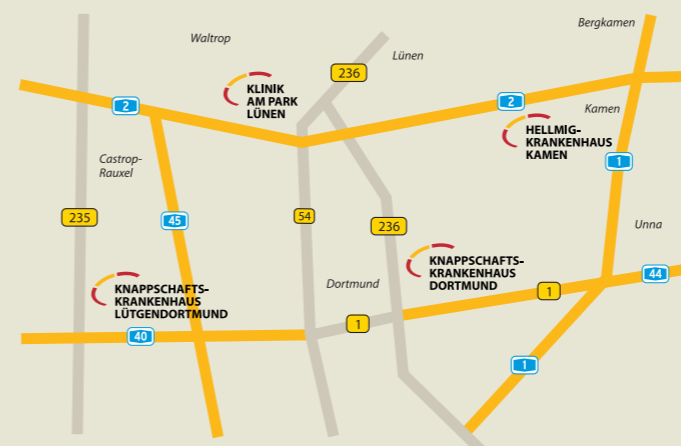 Bergkamen
Waltrop
Lünen
236
KLINIK
AM PARK
LÜNEN
2
2
Kamen
HELLMIG-
KRANKENHAUS
KAMEN
Castrop-
Rauxel
1
235
45
54
236
Unna
KNAPPSCHAFTS-
KRANKENHAUS
DORTMUND
44
KNAPPSCHAFTS-
KRANKENHAUS
LÜTGENDORTMUND
Dortmund
1
1
40
1